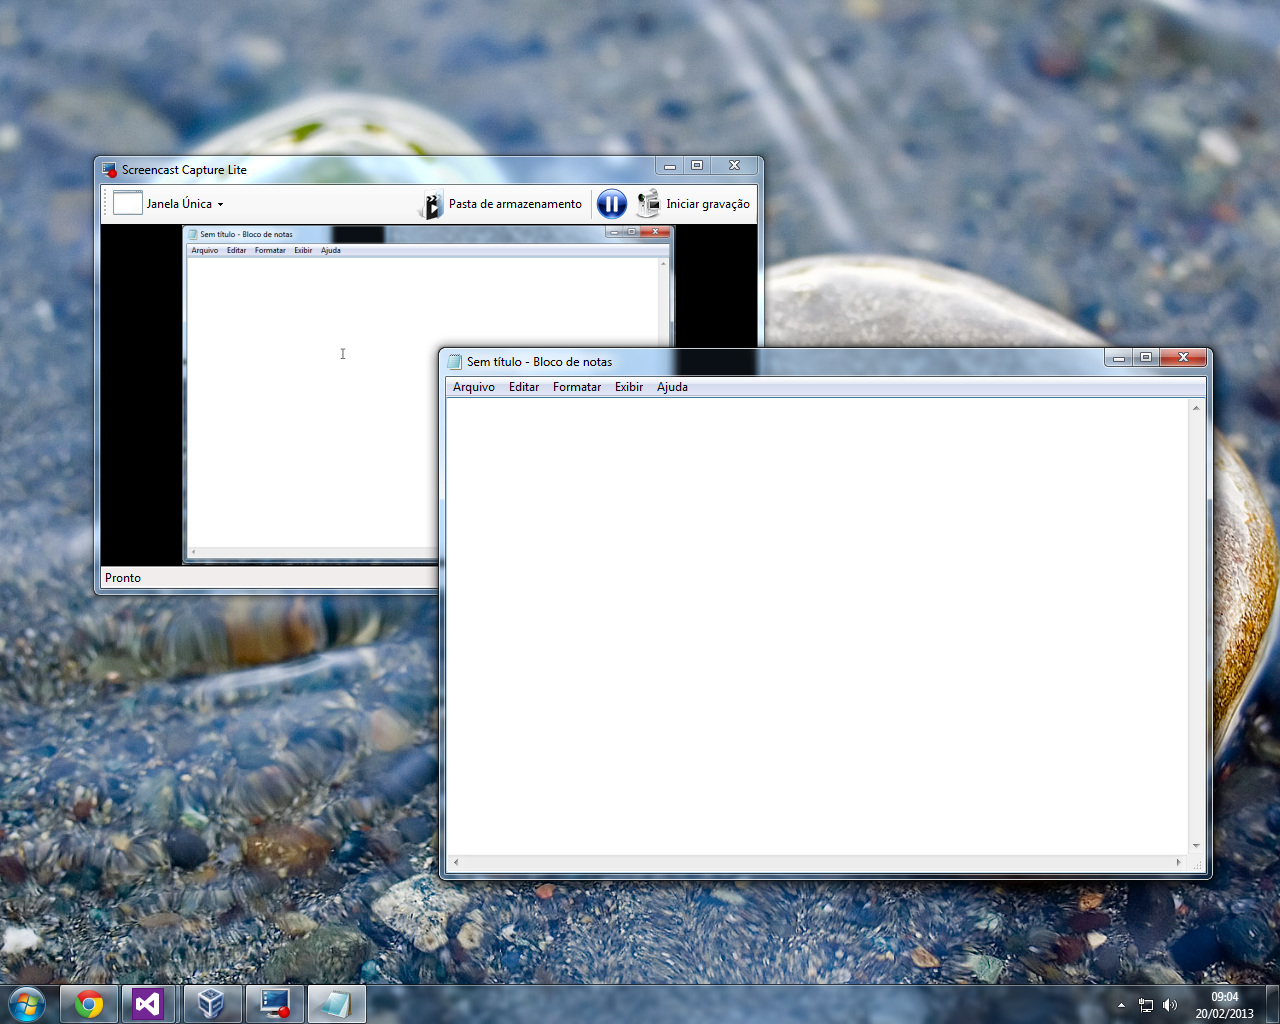 Screencast Capture Lite
Janela Única
Pasta de armazenamento
Iniciar gravação
Sem título - Bloco de notas
Arquivo Editar Formatar Exibir Ajuda
Sem título - Bloco de notas
Arquivo Editar Formatar Exibir Ajuda
Pronto
09:04
20/02/2013